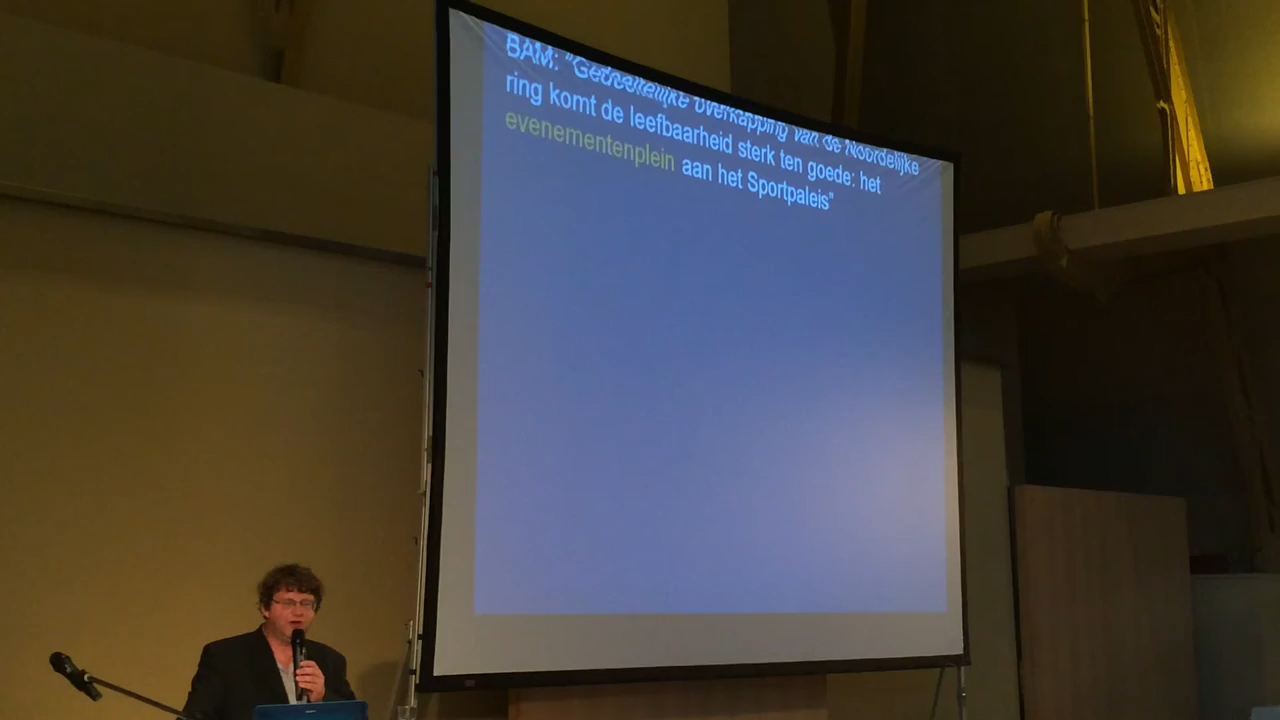 BAM: "Gedeeltelijke overkapping van de Noordelijke
ring komt de leefbaarheid sterk ten goede: het
evenementenplein aan het Sportpaleis"